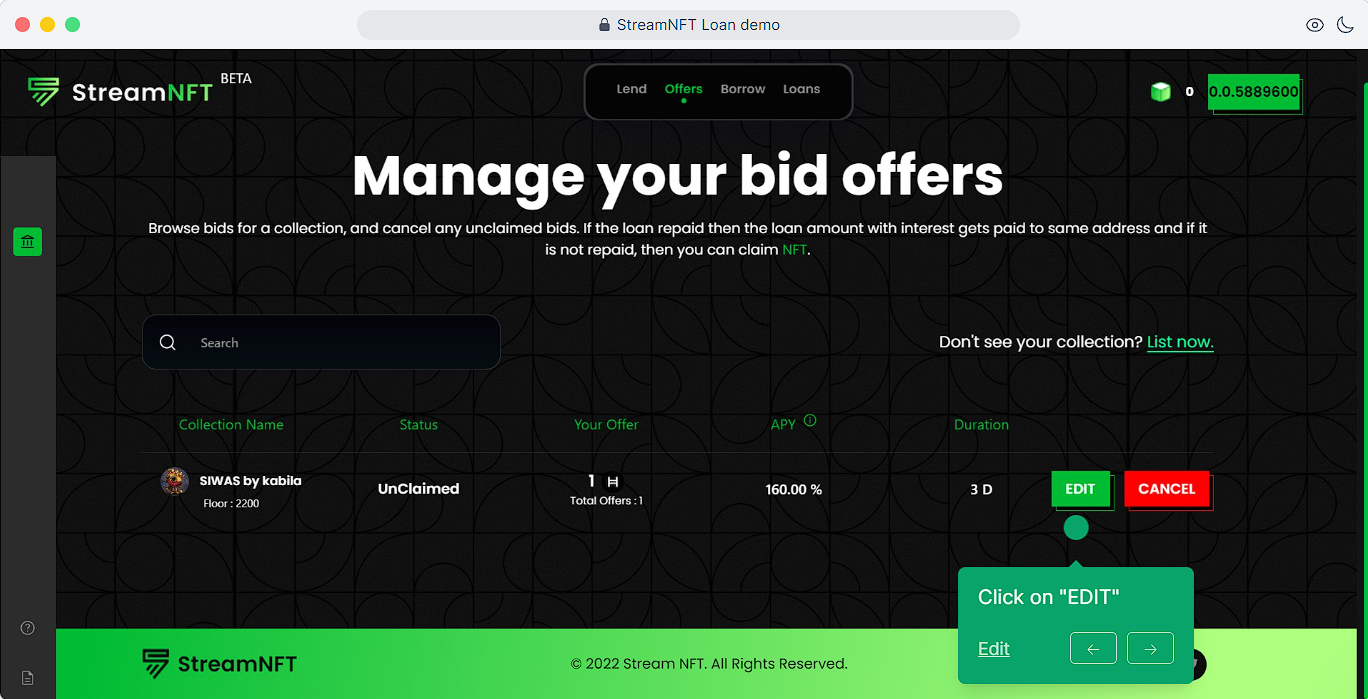 StreamNFT Loan demo
StreamNFT BETA
Lend Offers Borrow Loans
0 0.0.5889600
Manage your bid offers
Browse bids for a collection, and cancel any unclaimed bids. If the loan repaid then the loan amount with interest gets paid to same address and if it
is not repaid, then you can claim NFT.
Search
Don't see your collection? List now.
Collection Name Status Your Offer APY Duration
SIWAS by kabila
Floor : 2200
UnClaimed
1
Total Offers : 1
160.00 %
3 D
EDIT
CANCEL
Click on "EDIT"
Edit
StreamNFT
© 2022 Stream NFT. All Rights Reserved.